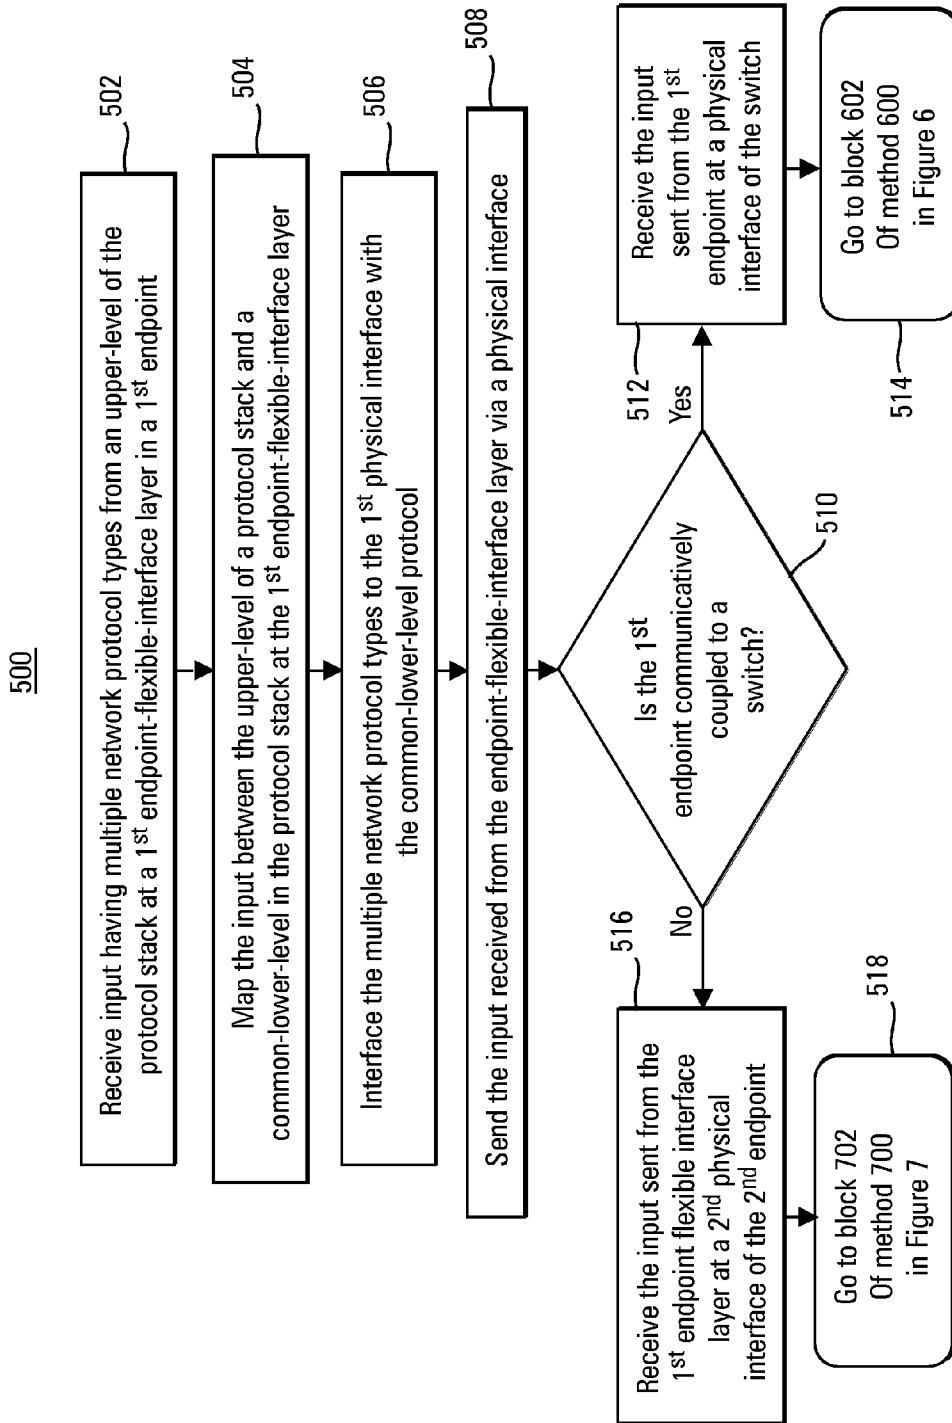 500
502
Receive input having multiple network protocol types from an upper-level of the
protocol stack at a 1st endpoint-flexible-interface layer in a 1st endpoint
504
Map the input between the upper-level of a protocol stack and a
common-lower-level in the protocol stack at the 1st endpoint-flexible-interface layer
506
Interface the multiple network protocol types to the 1st physical interface with
the common-lower-level protocol
508
Send the input received from the endpoint-flexible-interface layer via a physical interface
510
Is the 1st
endpoint communicatively
coupled to a
switch?
No
Yes
516
Receive the input sent from the
1st endpoint flexible interface
layer at a 2nd physical
interface of the 2nd endpoint
518
Go to block 702
Of method 700
in Figure 7
512
Receive the input
sent from the 1st
endpoint at a physical
interface of the switch
514
Go to block 602
Of method 600
in Figure 6